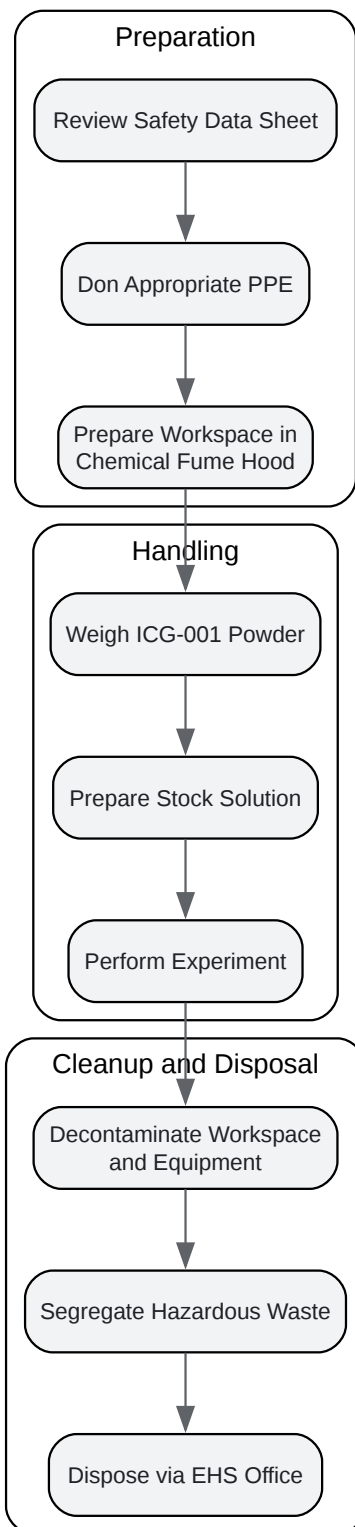 Preparation
Review Safety Data Sheet
Don Appropriate PPE
Prepare Workspace in
Chemical Fume Hood
Handling
Weigh ICG-001 Powder
Prepare Stock Solution
Perform Experiment
Cleanup and Disposal
Decontaminate Workspace
and Equipment
Segregate Hazardous Waste
Dispose via EHS Office